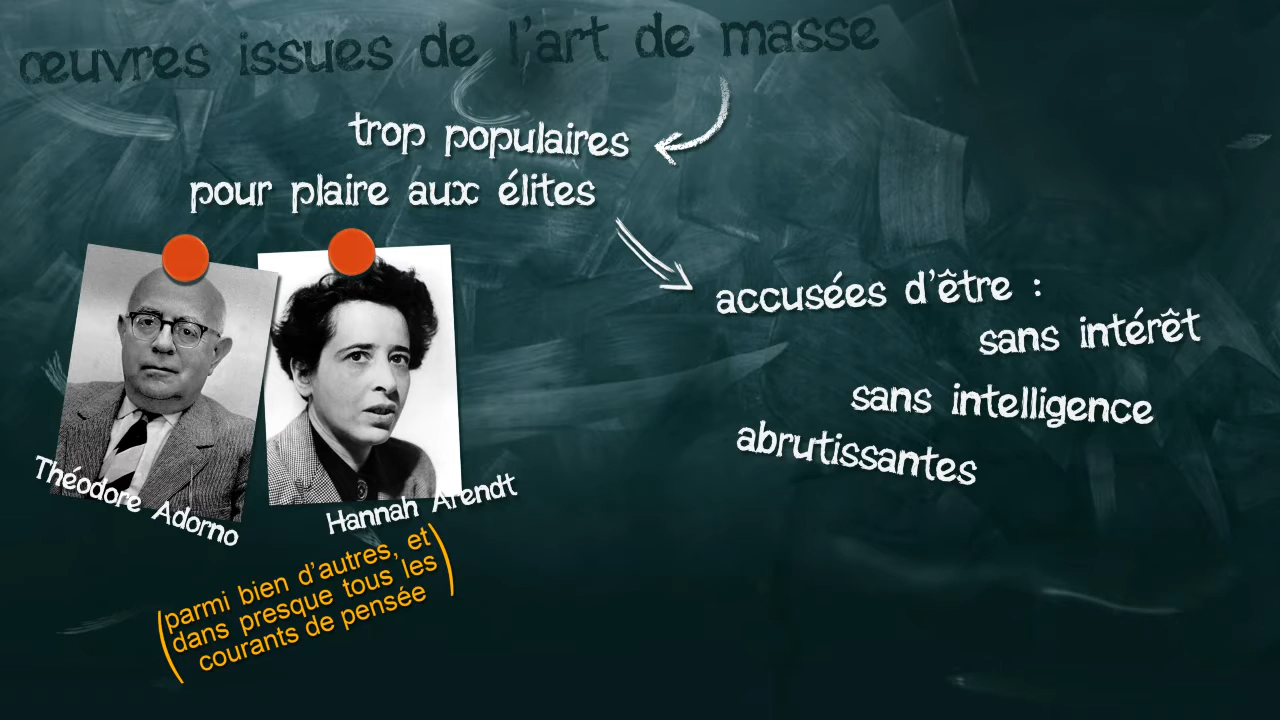 œuvres issues de l'art de masse
trop populaires
pour plaire aux élites
accusées d'être :
sans intérêt
sans intelligence
abrutissantes
Théodore Adorno
Hannah Arendt
(parmi bien d'autres, et
dans presque tous les
courants de pensée)